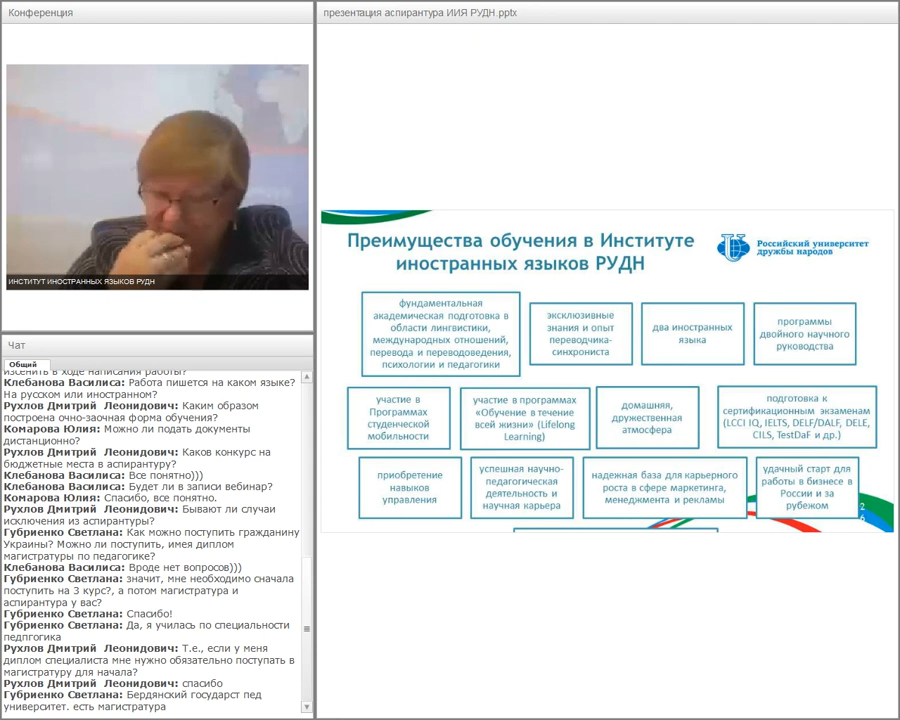 Конференция
ИНСТИТУТ ИНОСТРАННЫХ ЯЗЫКОВ РУДН
Чат
Общий
изсенить в ходе написания работы?
Клебанова Василиса: Работа пишется на каком языке?
На русском или иностранном?
Рухлов Дмитрий Леонидович: Каким образом
построена очно-заочная форма обучения?
Комарова Юлия: Можно ли подать документы
дистанционно?
Рухлов Дмитрий Леонидович: Каков конкурс на
бюджетные места в аспирантуру?
Клебанова Василиса: Все понятно)))
Клебанова Василиса: Будет ли в записи вебинар?
Комарова Юлия: Спасибо, все понятно.
Рухлов Дмитрий Леонидович: Бывают ли случаи
исключения из аспирантуры?
Губриенко Светлана: Как можно поступить гражданину
Украины? Можно ли поступить, имея диплом
магистратуры по педагогике?
Клебанова Василиса: Вроде нет вопросов)))
Губриенко Светлана: значит, мне необходимо сначала
поступить на 3 курс?, а потом магистратура и
аспирантура у вас?
Губриенко Светлана: Спасибо!
Губриенко Светлана: Да, я училась по специальности
педпгогика
Рухлов Дмитрий Леонидович: Т.е., если у меня
диплом специалиста мне нужно обязательно поступать в
магистратуру для начала?
Рухлов Дмитрий Леонидович: спасибо
Губриенко Светлана: Бердянский государст пед
университет. есть магистратура
презентация аспирантура ИИЯ РУДН.pptx
Преимущества обучения в Институте
иностранных языков РУДН
Российский университет
дружбы народов
фундаментальная
академическая подготовка в
области лингвистики,
международных отношений,
перевода и переводоведения,
психологии и педагогики
эксклюзивные
знания и опыт
переводчика-
синхрониста
два иностранных
языка
программы
двойного научного
руководства
участие в
Программах
студенческой
мобильности
участие в программах
«Обучение в течение
всей жизни» (Lifelong
Learning)
домашняя,
дружественная
атмосфера
подготовка к
сертификационным экзаменам
(LCCI IQ, IELTS, DELF/DALF, DELE,
CILS, TestDaF и др.)
приобретение
навыков
управления
успешная научно-
педагогическая
деятельность и
научная карьера
надежная база для карьерного
роста в сфере маркетинга,
менеджмента и рекламы
удачный старт для
работы в бизнесе в
России и за
рубежом
2
6